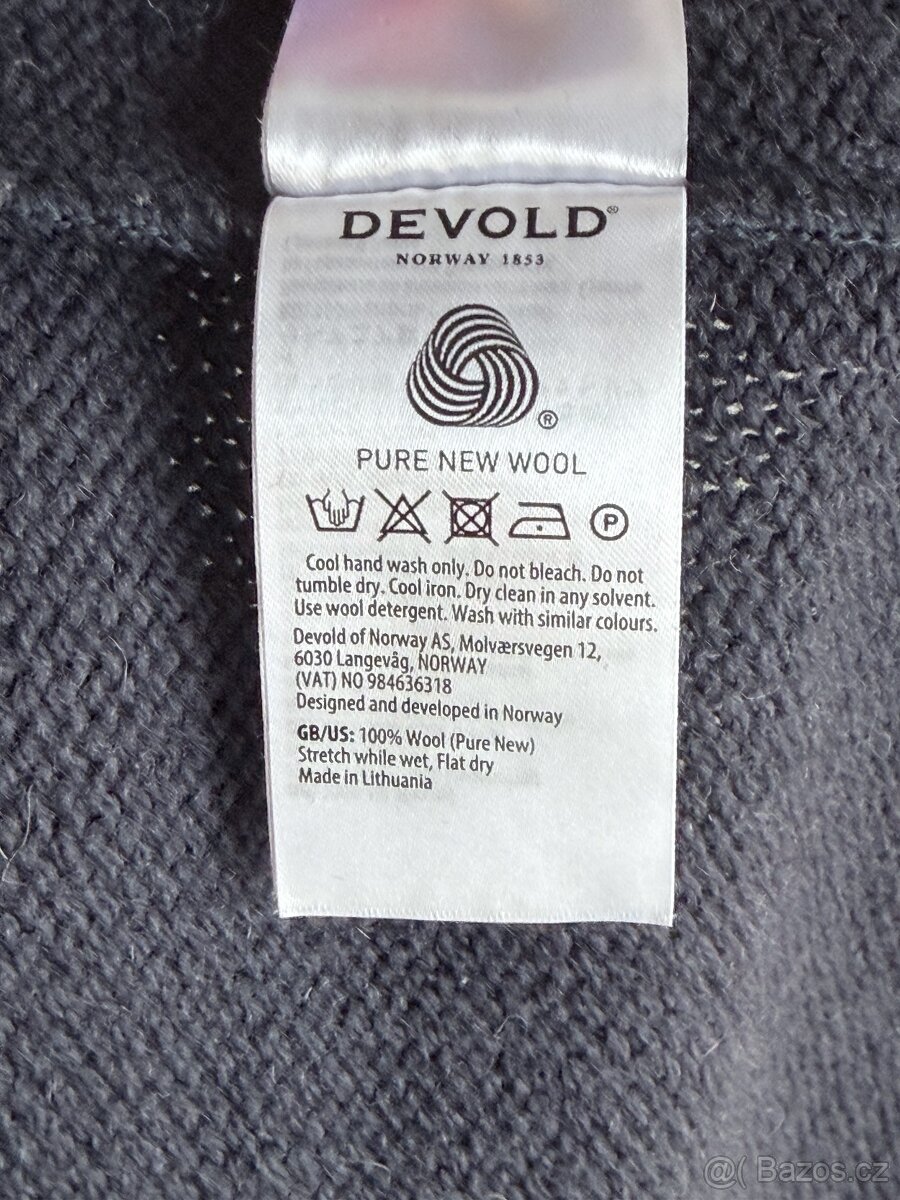 DEVOLD®
NORWAY 1853
®
PURE NEW WOOL
P
Cool hand wash only. Do not bleach. Do not
tumble dry. Cool iron. Dry clean in any solvent.
Use wool detergent. Wash with similar colours.
Devold of Norway AS, Molværsvegen 12,
6030 Langevåg, NORWAY
(VAT) NO 984636318
Designed and developed in Norway
GB/US: 100% Wool (Pure New)
Stretch while wet, Flat dry
Made in Lithuania
@( Bazos.cz